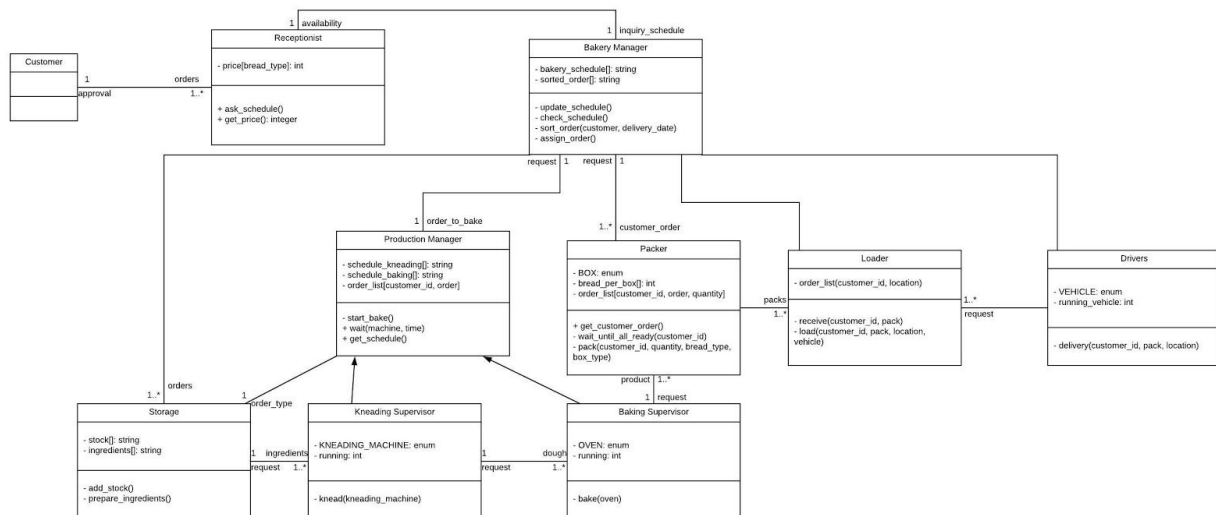 1 availability
1 inquiry_schedule
Receptionist
- price[bread_type]: int
+ ask_schedule()
+ get_price(): integer
Customer
1 orders
approval 1..*
Bakery Manager
- bakery_schedule[]: string
- sorted_order[]: string
- update_schedule()
- check_schedule()
- sort_order(customer, delivery_date)
- assign_order()
request 1
request 1
1 order_to_bake
1..* customer_order
Production Manager
- schedule_kneading[]: string
- schedule_baking[]: string
- order_list[customer_id, order]
- start_bake()
+ wait(machine, time)
+ get_schedule()
Packer
- BOX: enum
- bread_per_box[]: int
- order_list[customer_id, order, quantity]
+ get_customer_order()
- wait_until_all_ready(customer_id)
- pack(customer_id, quantity, bread_type,
box_type)
packs
1..*
Loader
- order_list(customer_id, location)
- receive(customer_id, pack)
- load(customer_id, pack, location,
vehicle)
1..*
request
Drivers
- VEHICLE: enum
- running_vehicle: int
- delivery(customer_id, pack, location)
product 1..*
1 request
orders
1..*
1
order_type
Storage
- stock[]: string
- ingredients[]: string
- add_stock()
- prepare_ingredients()
1 ingredients
request 1..*
Kneading Supervisor
- KNEADING_MACHINE: enum
- running: int
- knead(kneading_machine)
1 dough
request 1..*
Baking Supervisor
- OVEN: enum
- running: int
- bake(oven)